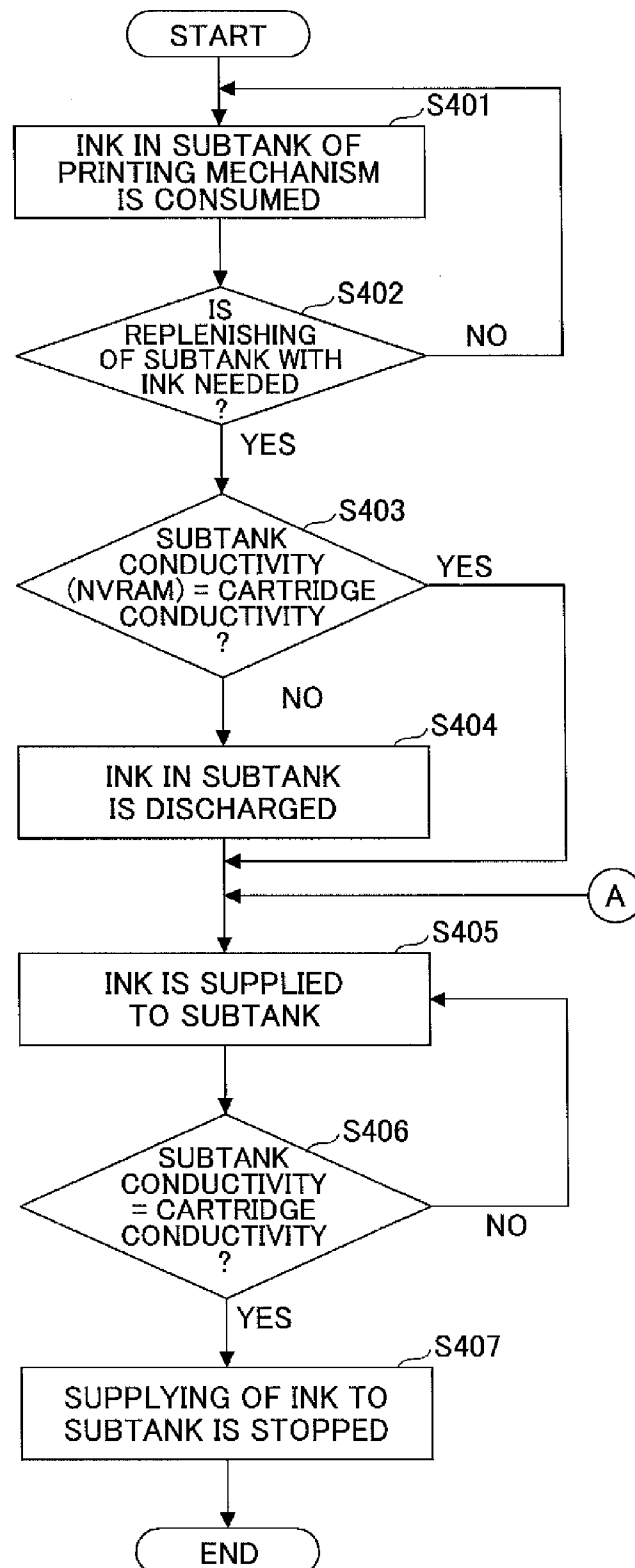 START
S401
INK IN SUBTANK OF
PRINTING MECHANISM
IS CONSUMED
S402
IS
REPLENISHING
OF SUBTANK WITH
INK NEEDED
?
NO
YES
S403
SUBTANK
CONDUCTIVITY
(NVRAM) = CARTRIDGE
CONDUCTIVITY
?
YES
NO
S404
INK IN SUBTANK
IS DISCHARGED
A
S405
INK IS SUPPLIED
TO SUBTANK
S406
SUBTANK
CONDUCTIVITY
= CARTRIDGE
CONDUCTIVITY
?
NO
YES
S407
SUPPLYING OF INK TO
SUBTANK IS STOPPED
END